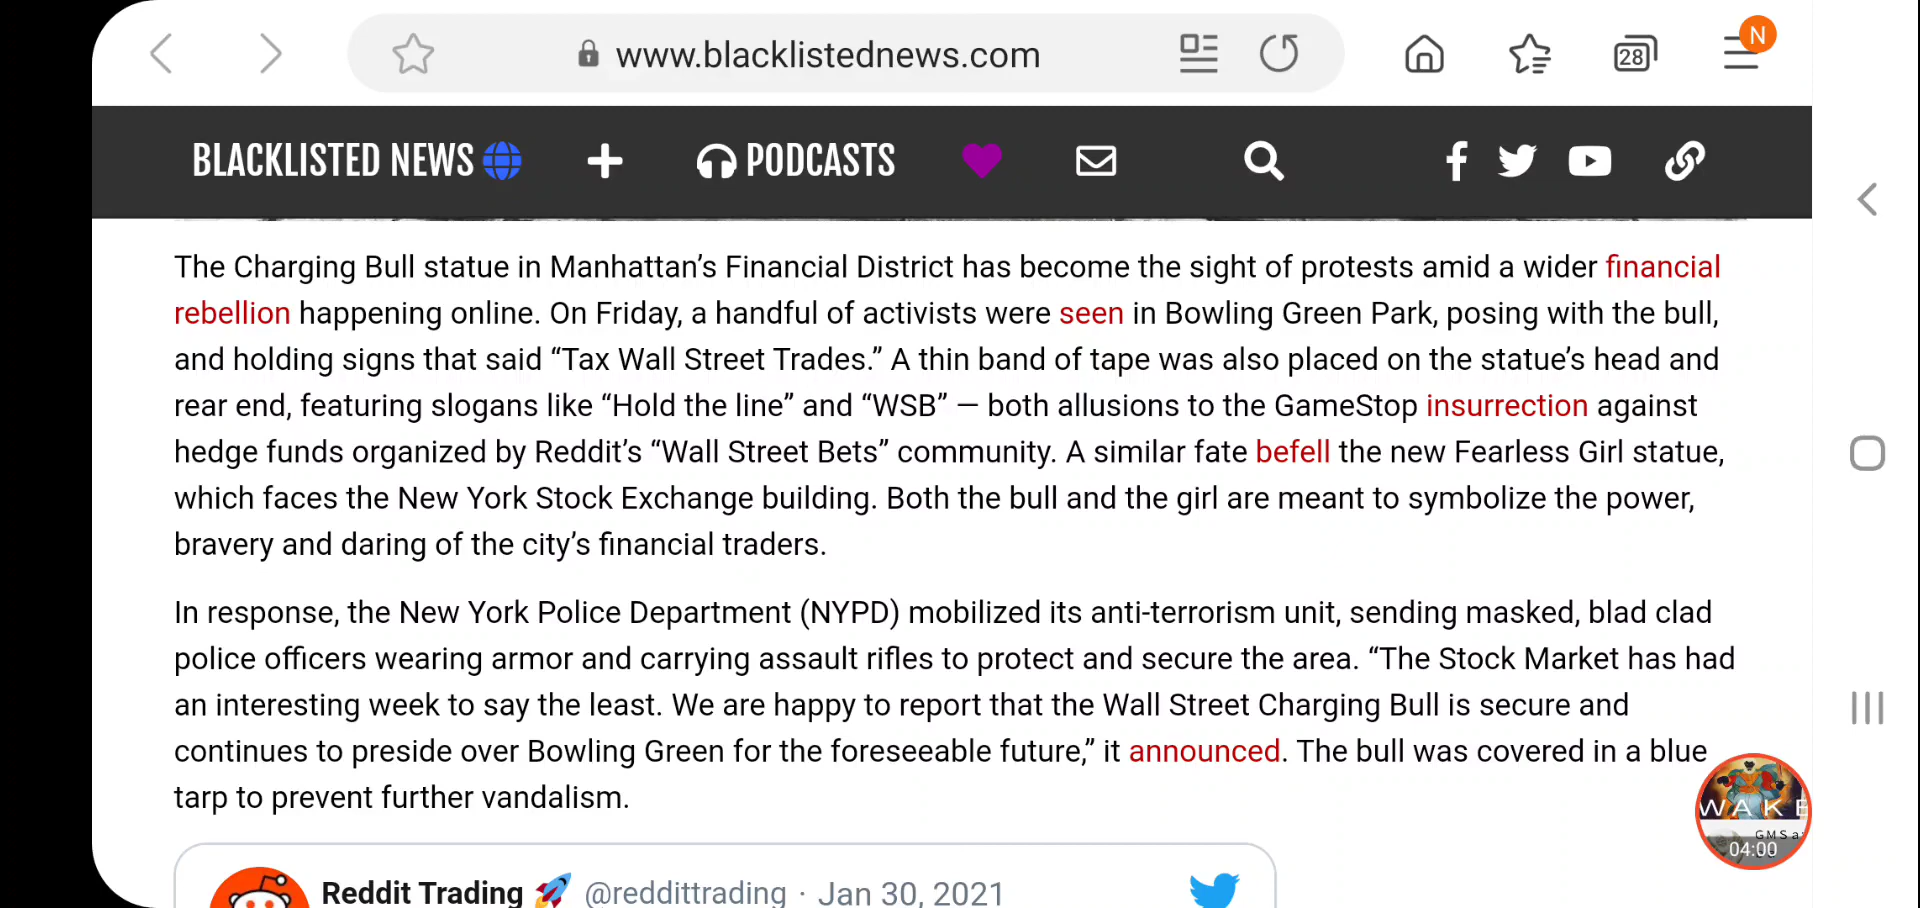 www.blacklistednews.com
28
N
BLACKLISTED NEWS
PODCASTS
The Charging Bull statue in Manhattan’s Financial District has become the sight of protests amid a wider financial
rebellion happening online. On Friday, a handful of activists were seen in Bowling Green Park, posing with the bull,
and holding signs that said “Tax Wall Street Trades.” A thin band of tape was also placed on the statue’s head and
rear end, featuring slogans like “Hold the line” and “WSB” — both allusions to the GameStop insurrection against
hedge funds organized by Reddit’s “Wall Street Bets” community. A similar fate befell the new Fearless Girl statue,
which faces the New York Stock Exchange building. Both the bull and the girl are meant to symbolize the power,
bravery and daring of the city’s financial traders.
In response, the New York Police Department (NYPD) mobilized its anti-terrorism unit, sending masked, blad clad
police officers wearing armor and carrying assault rifles to protect and secure the area. “The Stock Market has had
an interesting week to say the least. We are happy to report that the Wall Street Charging Bull is secure and
continues to preside over Bowling Green for the foreseeable future,” it announced. The bull was covered in a blue
tarp to prevent further vandalism.
WAKE
GMS a
04:00
Reddit Trading 🚀 @reddittrading · Jan 30, 2021